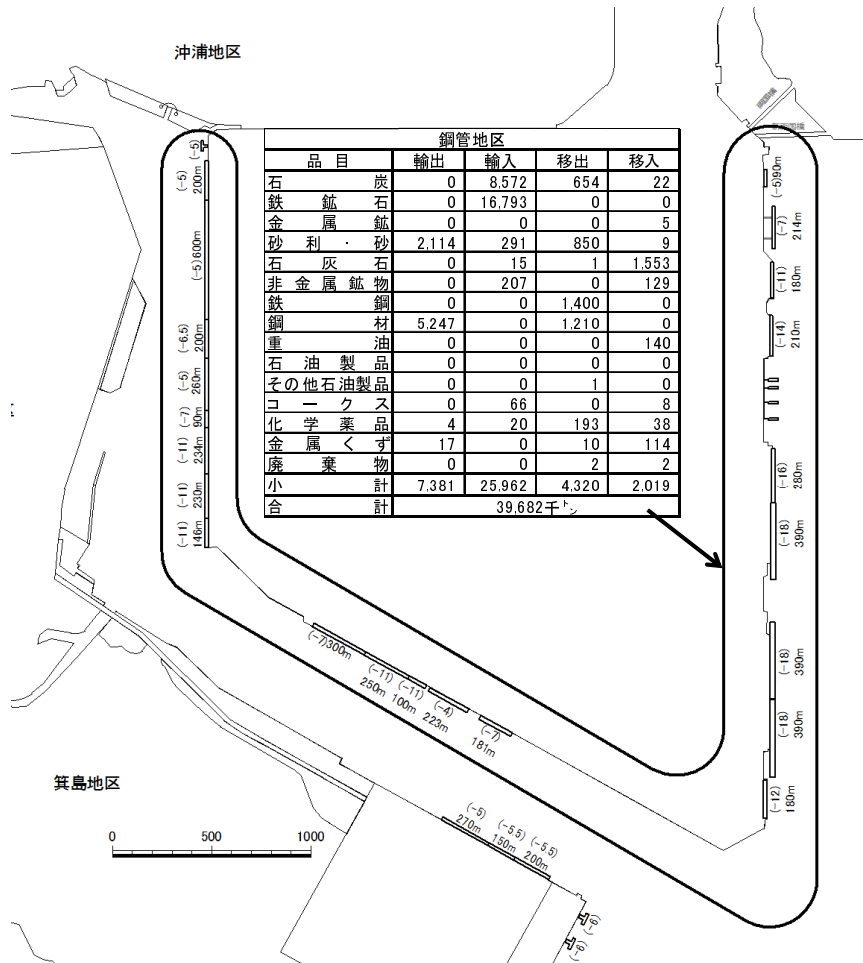 沖浦地区
鋼管地区
品目 輸出 輸入 移出 移入
石炭 0 8,572 654 22
鉄鉱石 0 16,793 0 0
金属鉱 0 0 0 5
砂利・砂 2,114 291 850 9
石灰石 0 15 1 1,553
非金属鉱物 0 207 0 129
鉄鋼 0 0 1,400 0
鋼材 5,247 0 1,210 0
重油 0 0 0 140
石油製品 0 0 0 0
その他石油製品 0 0 1 0
コークス 0 66 0 8
化学薬品 4 20 193 38
金属くず 17 0 10 114
廃棄物 0 0 2 2
小計 7,381 25,962 4,320 2,019
合計 39,682千㌧
(-5)
(-5)
200m
(-5)600m
(-6.5)
200m
(-5)
260m
(-7)
90m
(-11)
234m
(-11)
230m
(-11)
146m
(-5)90m
(-7)
214m
(-11)
180m
(-14)
210m
(-16)
280m
(-18)
390m
(-18)
390m
(-18)
390m
(-12)
180m
(-7)300m
(-11)
250m
(-11)
100m
(-4)
223m
(-7)
181m
箕島地区
0 500 1000
(-5)
270m
(-5.5)
150m
(-5.5)
200m
(-6)
(-6)